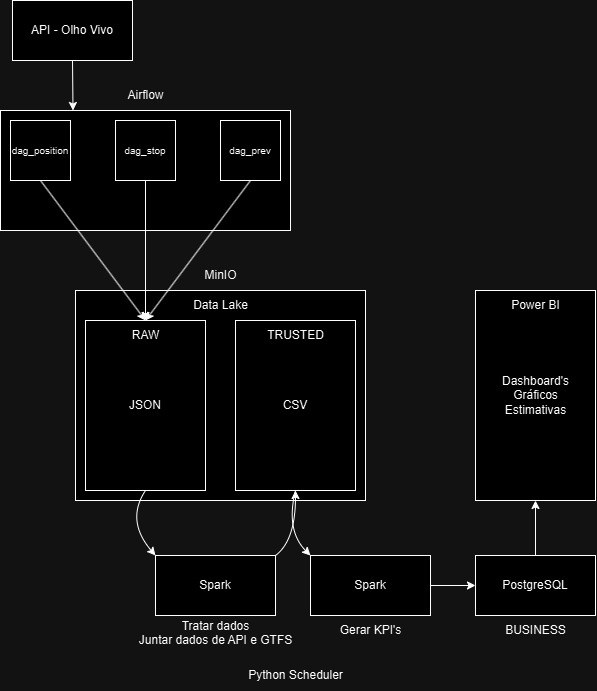 API - Olho Vivo
Airflow
dag_position
dag_stop
dag_prev
MinIO
Data Lake
RAW
JSON
TRUSTED
CSV
Power BI
Dashboard's
Gráficos
Estimativas
Spark
Tratar dados
Juntar dados de API e GTFS
Spark
Gerar KPI's
PostgreSQL
BUSINESS
Python Scheduler